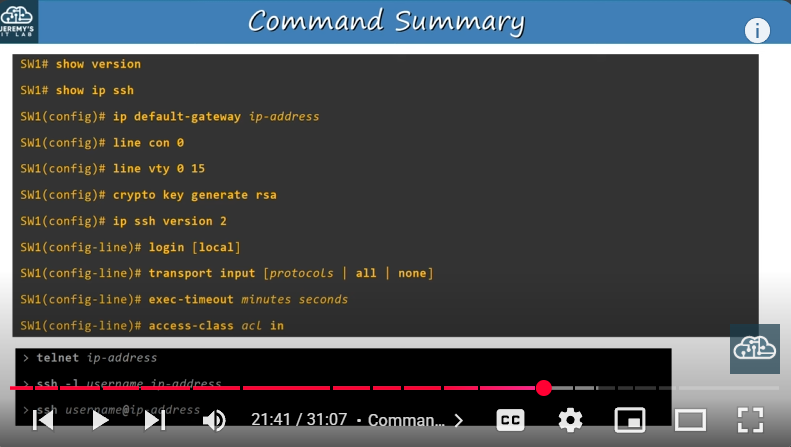 JEREMY'S
IT LAB
Command Summary
i
SW1# show version
SW1# show ip ssh
SW1(config)# ip default-gateway ip-address
SW1(config)# line con 0
SW1(config)# line vty 0 15
SW1(config)# crypto key generate rsa
SW1(config)# ip ssh version 2
SW1(config-line)# login [local]
SW1(config-line)# transport input [protocols | all | none]
SW1(config-line)# exec-timeout minutes seconds
SW1(config-line)# access-class acl in
> telnet ip-address
> ssh -l username ip-address
> ssh username@ip-address
21:41 / 31:07 • Comman... >
CC